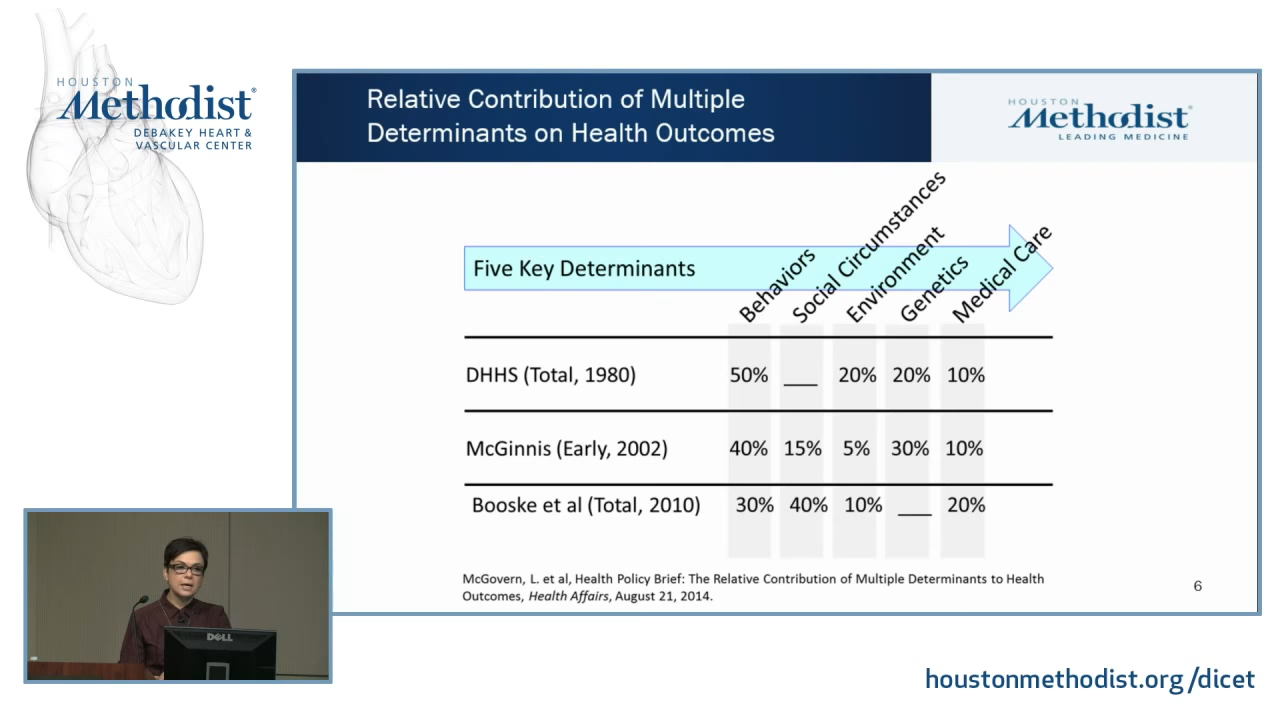 HOUSTON
Methodist®
DEBAKEY HEART &
VASCULAR CENTER
Relative Contribution of Multiple
Determinants on Health Outcomes
HOUSTON
Methodist®
LEADING MEDICINE
Five Key Determinants
Behaviors
Social Circumstances
Environment
Genetics
Medical Care
DHHS (Total, 1980) 50% ___ 20% 20% 10%
McGinnis (Early, 2002) 40% 15% 5% 30% 10%
Booske et al (Total, 2010) 30% 40% 10% ___ 20%
McGovern, L. et al, Health Policy Brief: The Relative Contribution of Multiple Determinants to Health
Outcomes, Health Affairs, August 21, 2014.
6
DELL
houstonmethodist.org/dicet